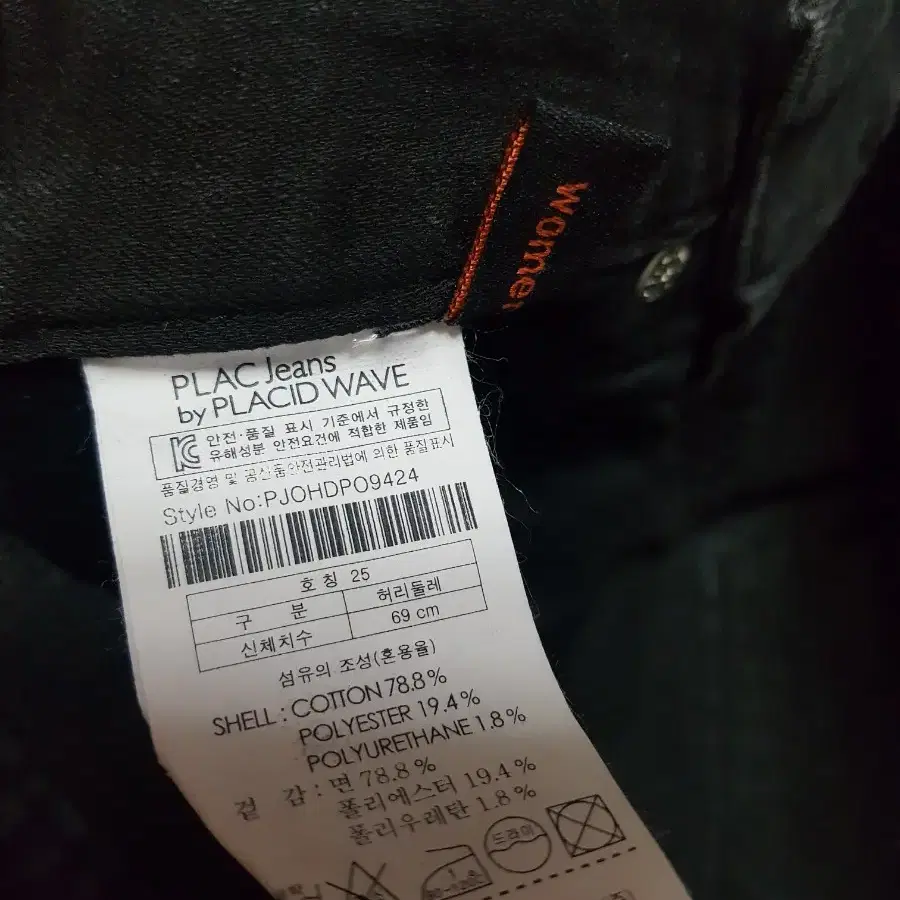 Women
PLAC Jeans
by PLACID WAVE
안전·품질 표시 기준에서 규정한
유해성분 안전요건에 적합한 제품임
품질경영 및 공산품안전관리법에 의한 품질표시
Style No:PJOHDPO9424
호 칭 25
구 분 허리둘레
신체치수 69 cm
섬유의 조성(혼용율)
SHELL : COTTON 78.8%
POLYESTER 19.4%
POLYURETHANE 1.8%
겉 감 : 면 78.8%
폴리에스터 19.4%
폴리우레탄 1.8%
드라이